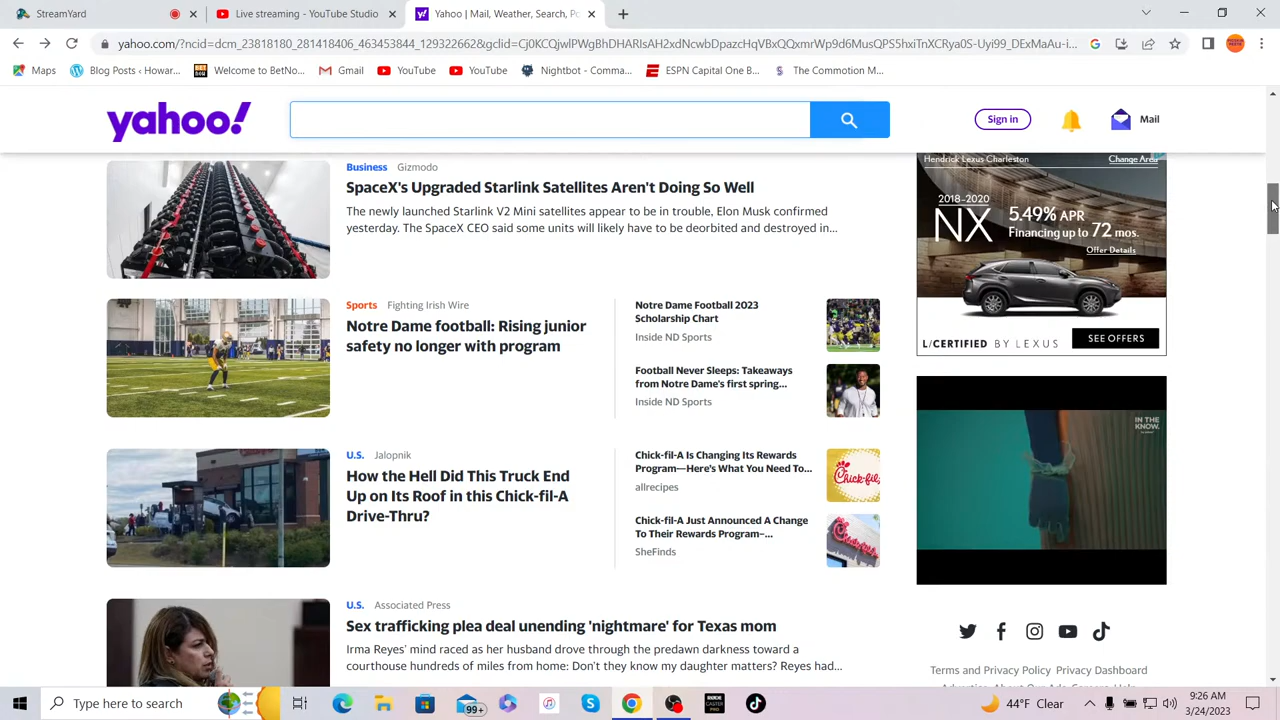 StreamYard
Live streaming - YouTube Studio
Yahoo | Mail, Weather, Search, Po
yahoo.com/?ncid=dcm_23818180_281418406_463453044_129322662&gclid=
Maps
Blog Posts ‹ Howar...
Welcome to BetNo...
Gmail
YouTube
YouTube
Nightbot - Comma...
ESPN Capital One B...
The Commotion M...
yahoo!
Sign in
Mail
Business Gizmodo
SpaceX's Upgraded Starlink Satellites Aren't Doing So Well
The newly launched Starlink V2 Mini satellites appear to be in trouble, Elon Musk confirmed
yesterday. The SpaceX CEO said some units will likely have to be deorbited and destroyed in...
Sports Fighting Irish Wire
Notre Dame football: Rising junior
safety no longer with program
Notre Dame Football 2023
Scholarship Chart
Inside ND Sports
Football Never Sleeps: Takeaways
from Notre Dame's first spring...
Inside ND Sports
U.S. Jalopnik
How the Hell Did This Truck End
Up on Its Roof in this Chick-fil-A
Drive-Thru?
Chick-fil-A Is Changing Its Rewards
Program—Here's What You Need To...
allrecipes
Chick-fil
Chick-fil-A Just Announced A Change
To Their Rewards Program–...
SheFinds
U.S. Associated Press
Sex trafficking plea deal unending 'nightmare' for Texas mom
Irma Reyes' mind raced as her husband drove through the predawn darkness toward a
courthouse hundreds of miles from home: Don't they know my daughter matters? Reyes had...
Hendrick Lexus Charleston
Change Area
2018-2020
NX
5.49% APR
Financing up to 72 mos.
Offer Details
L/CERTIFIED BY LEXUS
SEE OFFERS
IN THE
KNOW.
Terms and Privacy Policy Privacy Dashboard
Advertise About Our Ads Careers Help
Type here to search
99+
44°F Clear
9:26 AM
3/24/2023